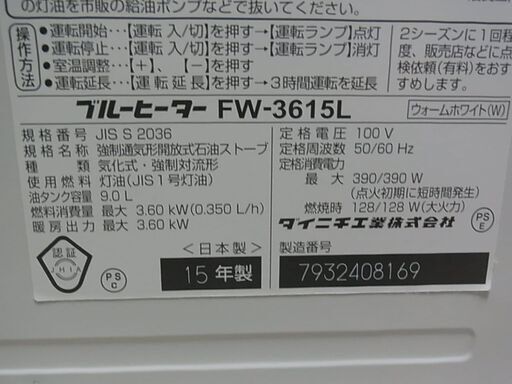 の灯油)を市販の給油ポンプなどで抜いてください。
操作方法
●運転開始…【運転 入/切】を押す→【運転ランプ】点灯
●運転停止…【運転 入/切】を押す→【運転ランプ】消灯
●室温調整…【＋】、【－】を押す
●運転延長…【運転延長】を押す→3時間運転を延長
2シーズンに1回程
度、販売店などに点
検依頼(有料)をおす
すめします。
ブルーヒーター FW-3615L
ウォームホワイト(W)
規格番号 JIS S 2036
規格名称 強制通気形開放式石油ストーブ
種類 気化式・強制対流形
使用燃料 灯油(JIS 1号灯油)
油タンク容量 9.0 L
燃料消費量 最大 3.60 kW (0.350 L/h)
暖房出力 最大 3.60 kW
定格電圧 100 V
定格周波数 50/60 Hz
定格消費電力
最大 390/390 W
(点火初期に短時間発生)
燃焼時 128/128 W(大火力)
ダイニチ工業株式会社
PS
E
認証
JHIA
PS
C
＜日本製＞
15年製
製造番号
7932408169